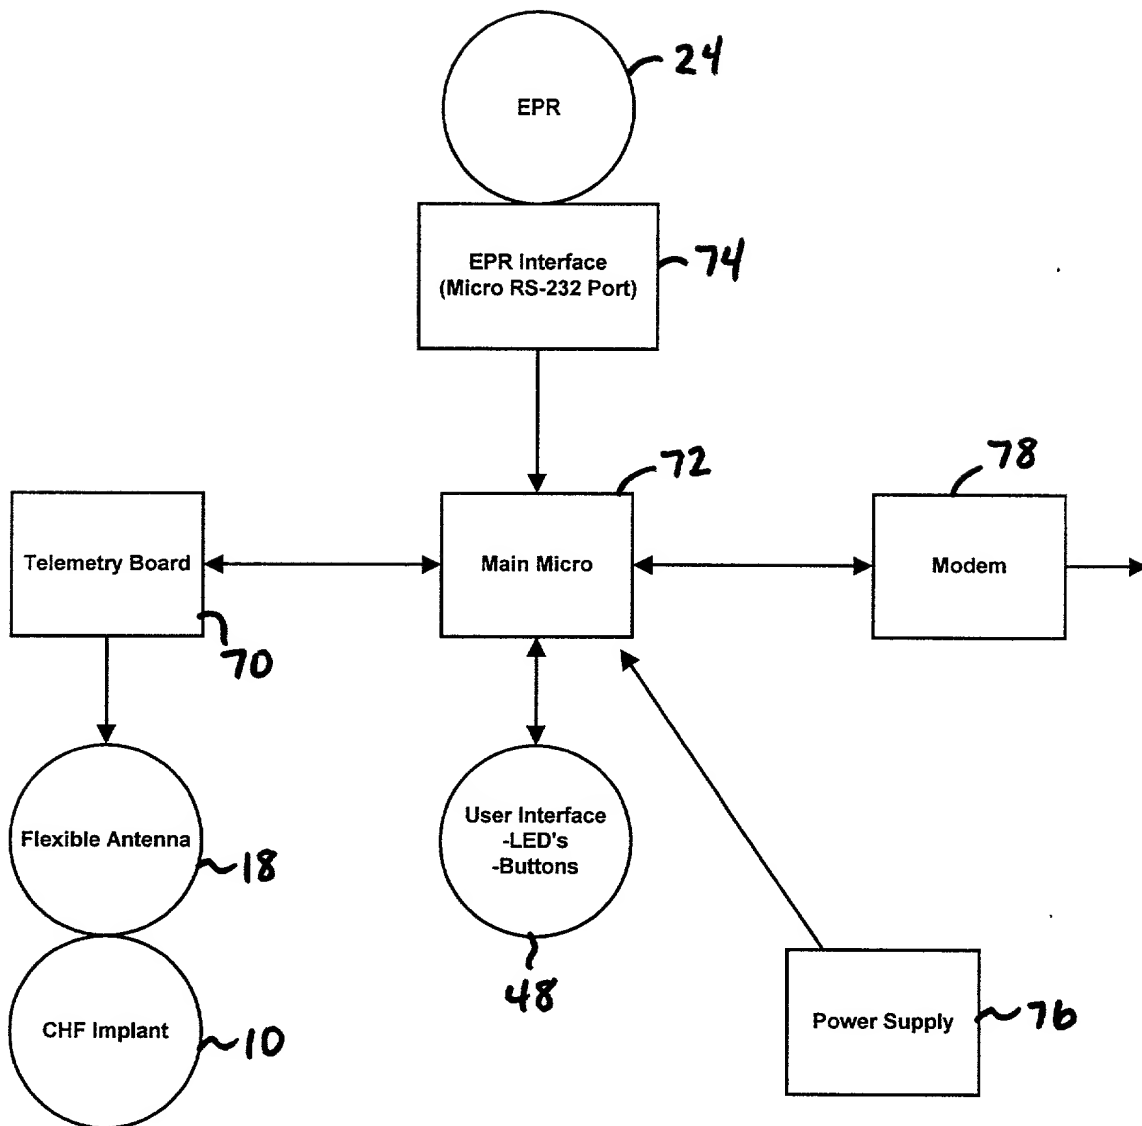 24
EPR
EPR Interface
(Micro RS-232 Port)
74
72
78
Telemetry Board
Main Micro
Modem
70
Flexible Antenna
18
User Interface
-LED's
-Buttons
48
CHF Implant
10
Power Supply
76